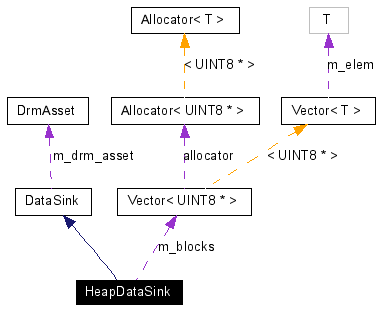 Allocator< T >
T
< UINT8 * >
m_elem
DrmAsset
Allocator< UINT8 * >
Vector< T >
m_drm_asset
allocator
< UINT8 * >
DataSink
Vector< UINT8 * >
m_blocks
HeapDataSink